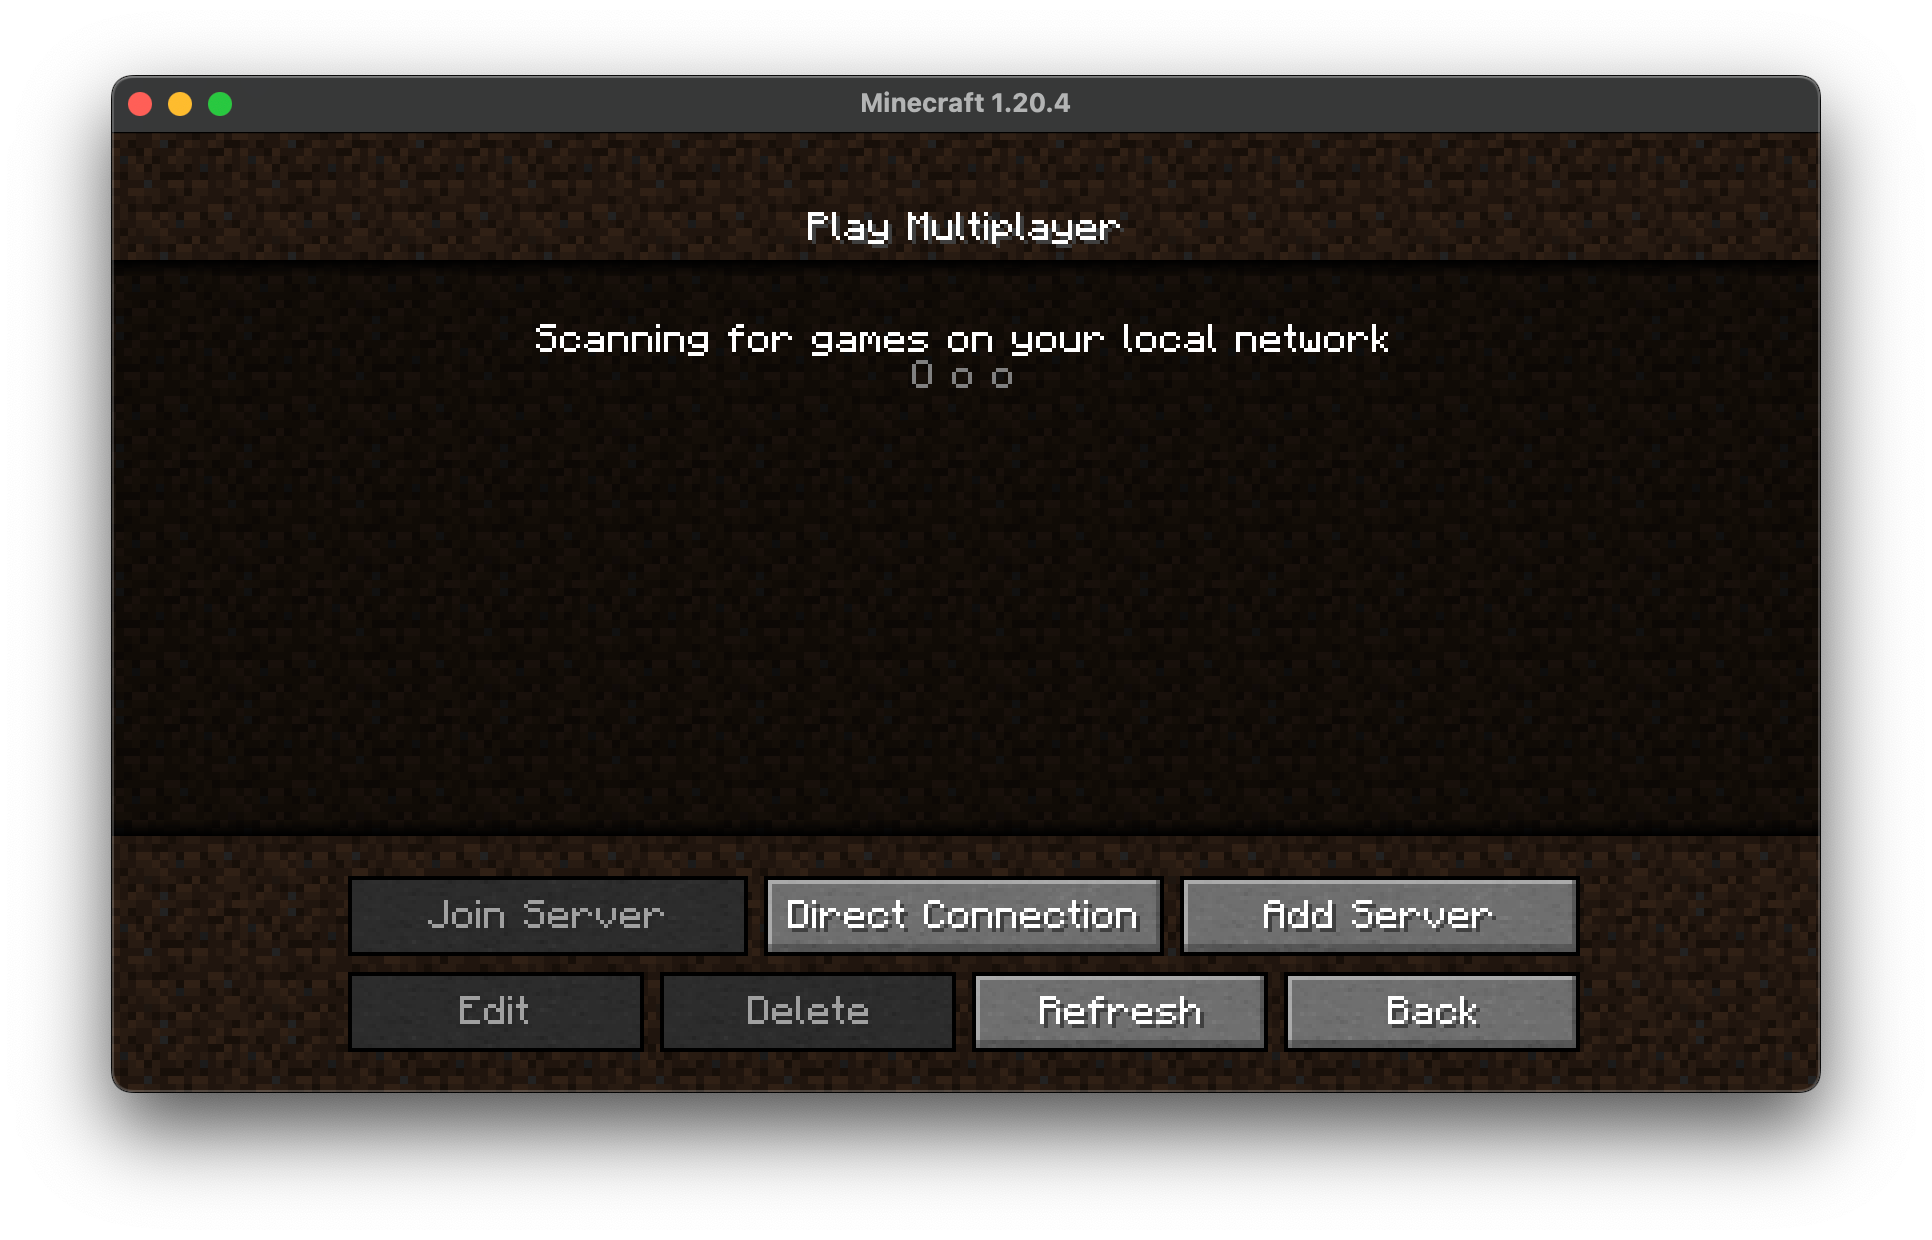 Minecraft 1.20.4
Play Multiplayer
Scanning for games on your local network
O o o
Join Server
Direct Connection
Add Server
Edit
Delete
Refresh
Back